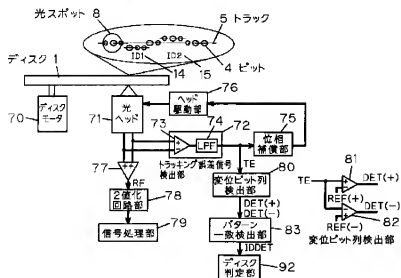 光スポット 8
5 トラック
ID1 ID2
14 15 4 ピット
ディスク 1
70 ディスクモータ
71 光ヘッド
76
ヘッド駆動部
73 74 72 75
LPF
位相補償部
トラッキング誤差信号検出部
TE
77
RF
78
2値化回路部
79
信号処理部
80
変位ピット列検出部
DET(+)
DET(-)
83
パターン一致検出部
IDDET
ディスク判定部
92
81
TE
DET(+)
REF(+)
DET(-)
REF(-)
82
変位ピット列検出部